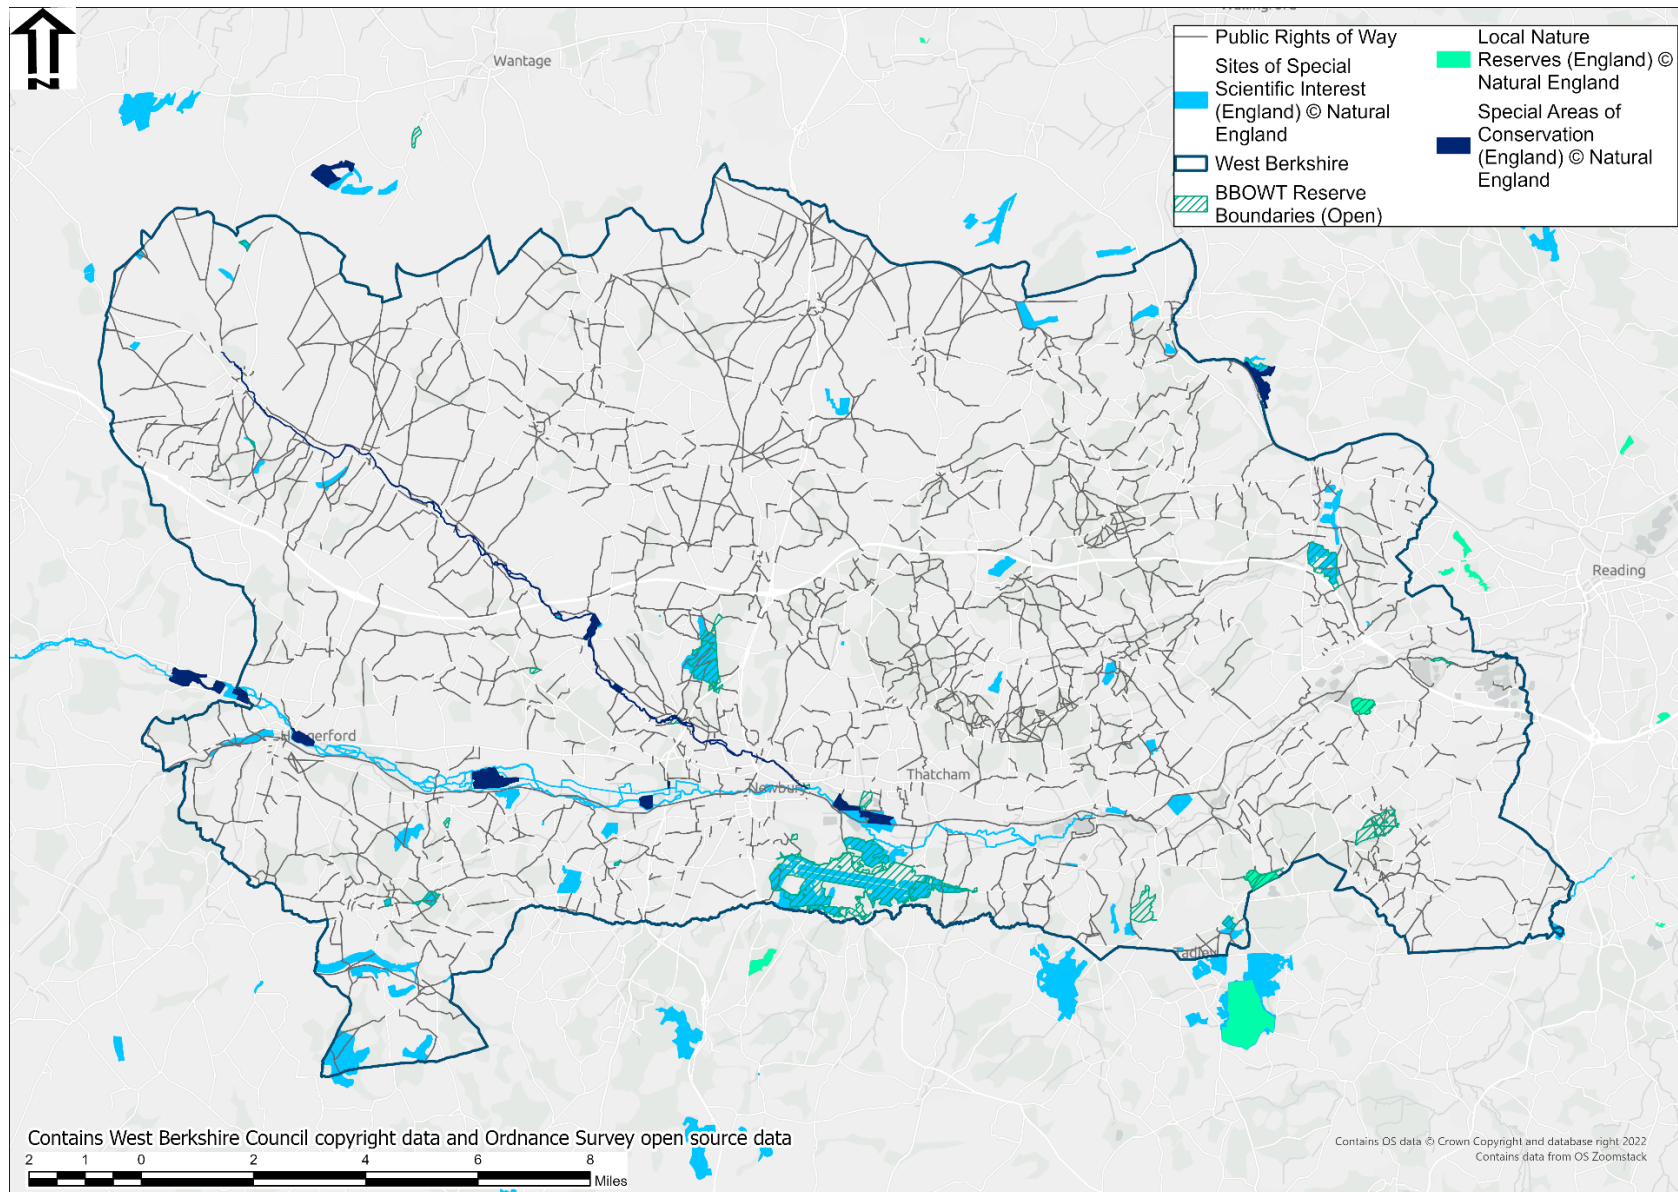 N
Wantage
Public Rights of Way
Sites of Special
Scientific Interest
(England) © Natural
England
West Berkshire
BBOWT Reserve
Boundaries (Open)
Local Nature
Reserves (England) ©
Natural England
Special Areas of
Conservation
(England) © Natural
England
Reading
Hungerford
Thatcham
Newbury
Tadley
Contains West Berkshire Council copyright data and Ordnance Survey open source data
2 1 0 2 4 6 8
Miles
Contains OS data © Crown Copyright and database right 2022
Contains data from OS Zoomstack